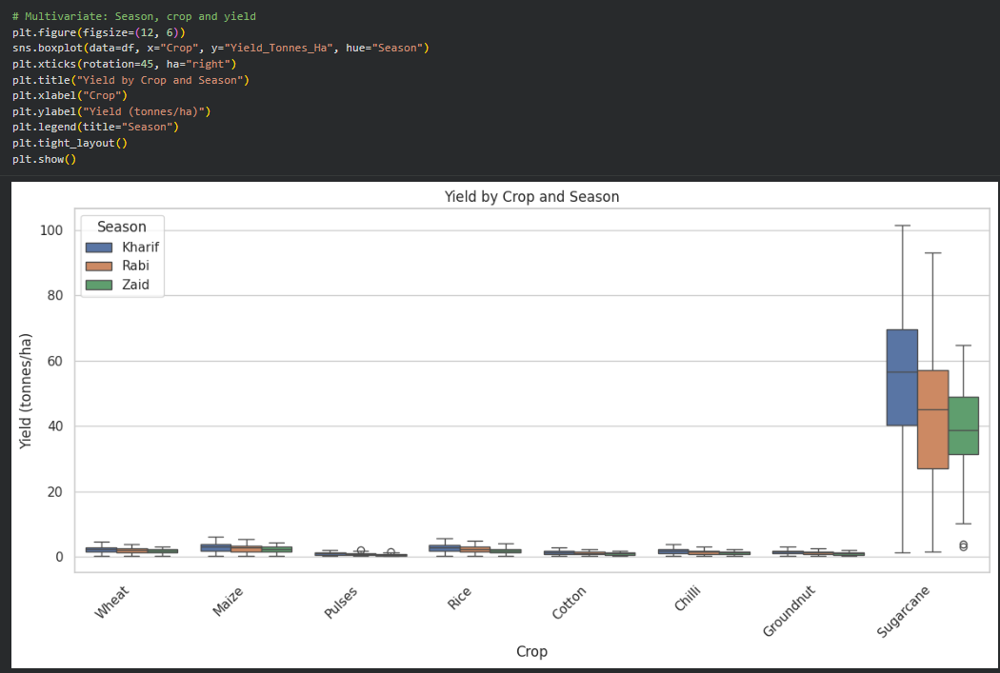 # Multivariate: Season, crop and yield
plt.figure(figsize=(12, 6))
sns.boxplot(data=df, x="Crop", y="Yield_Tonnes_Ha", hue="Season")
plt.xticks(rotation=45, ha="right")
plt.title("Yield by Crop and Season")
plt.xlabel("Crop")
plt.ylabel("Yield (tonnes/ha)")
plt.legend(title="Season")
plt.tight_layout()
plt.show()
Yield by Crop and Season
Season
Kharif
Rabi
Zaid
Yield (tonnes/ha)
100
80
60
40
20
0
Wheat
Maize
Pulses
Rice
Cotton
Chilli
Groundnut
Sugarcane
Crop